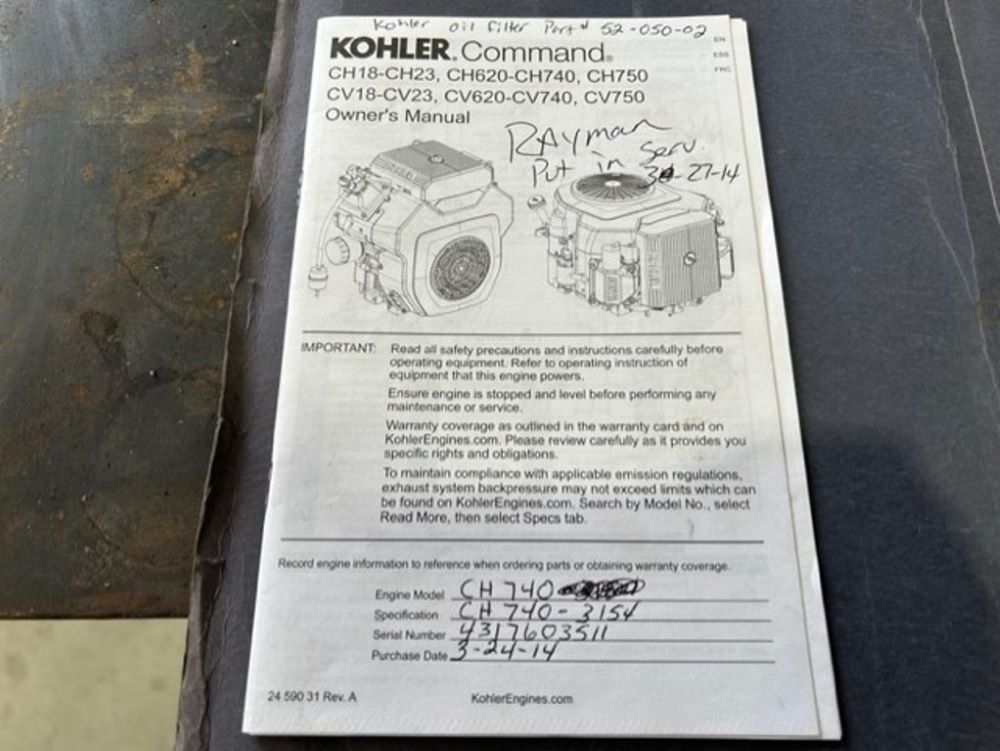 Kohler oil filter Part# 52-050-02
EN
ESS
FRC
KOHLER. Command®
CH18-CH23, CH620-CH740, CH750
CV18-CV23, CV620-CV740, CV750
Owner's Manual
RAYman
Put in Serv.
3-27-14
IMPORTANT: Read all safety precautions and instructions carefully before
operating equipment. Refer to operating instruction of
equipment that this engine powers.
Ensure engine is stopped and level before performing any
maintenance or service.
Warranty coverage as outlined in the warranty card and on
KohlerEngines.com. Please review carefully as it provides you
specific rights and obligations.
To maintain compliance with applicable emission regulations,
exhaust system backpressure may not exceed limits which can
be found on KohlerEngines.com. Search by Model No., select
Read More, then select Specs tab.
Record engine information to reference when ordering parts or obtaining warranty coverage.
Engine Model CH 740
Specification CH 740-3154
Serial Number 4317603511
Purchase Date 3-24-14
24 590 31 Rev. A
KohlerEngines.com